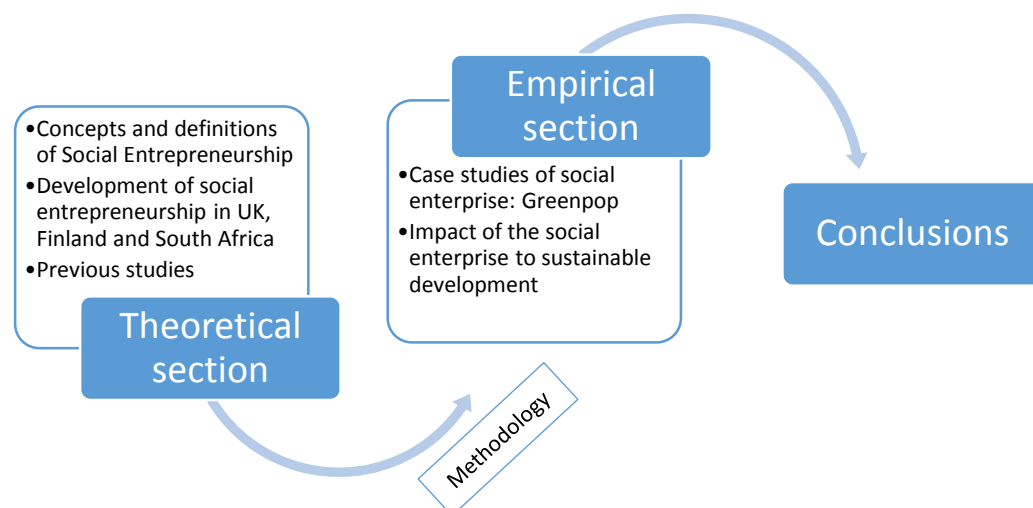 •Concepts and definitions
of Social Entrepreneurship
•Development of social
entrepreneurship in UK,
Finland and South Africa
•Previous studies
Theoretical
section
Methodology
Empirical
section
•Case studies of social
enterprise: Greenpop
•Impact of the social
enterprise to sustainable
development
Conclusions